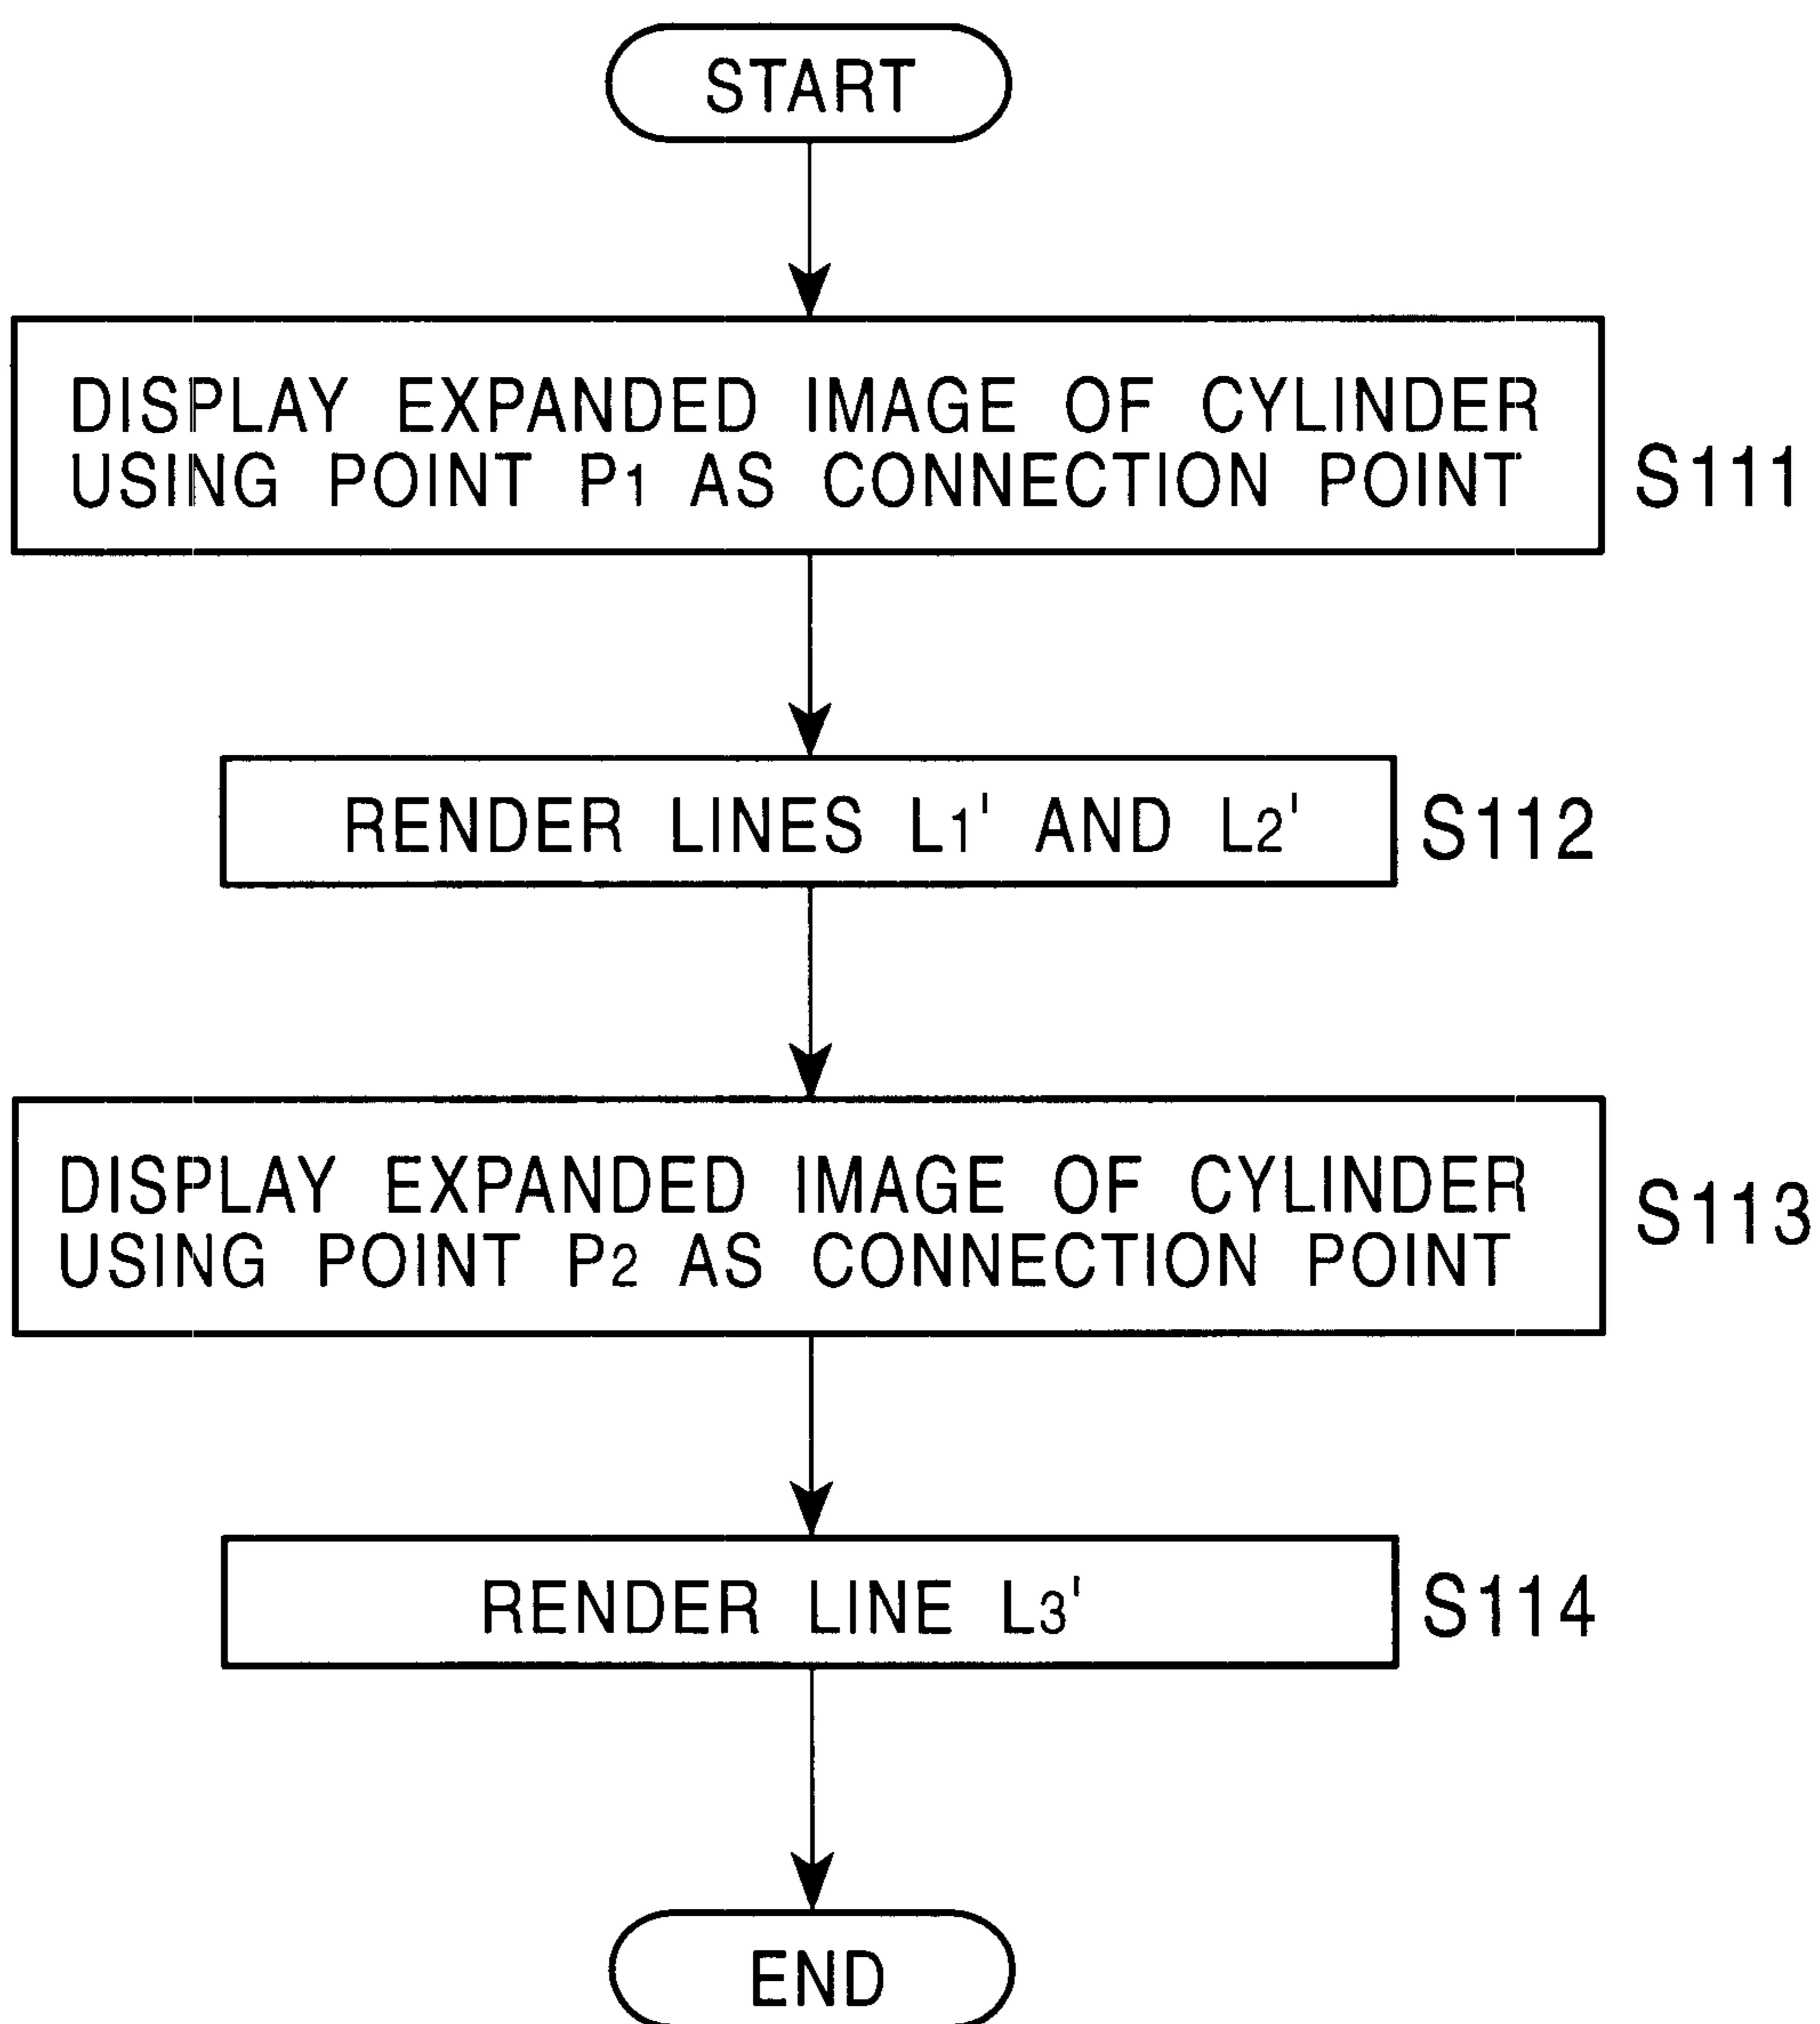 START
DISPLAY EXPANDED IMAGE OF CYLINDER
USING POINT P1 AS CONNECTION POINT
S111
RENDER LINES L1' AND L2'
S112
DISPLAY EXPANDED IMAGE OF CYLINDER
USING POINT P2 AS CONNECTION POINT
S113
RENDER LINE L3'
S114
END